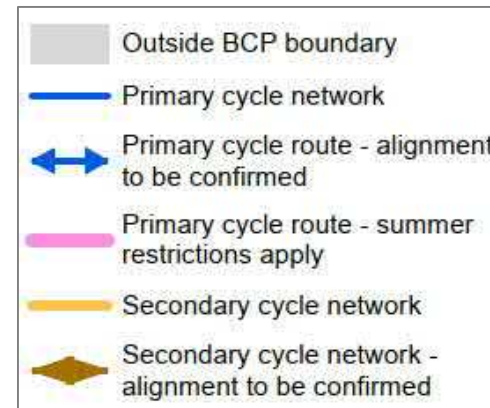 Outside BCP boundary
Primary cycle network
Primary cycle route - alignment
to be confirmed
Primary cycle route - summer
restrictions apply
Secondary cycle network
Secondary cycle network -
alignment to be confirmed